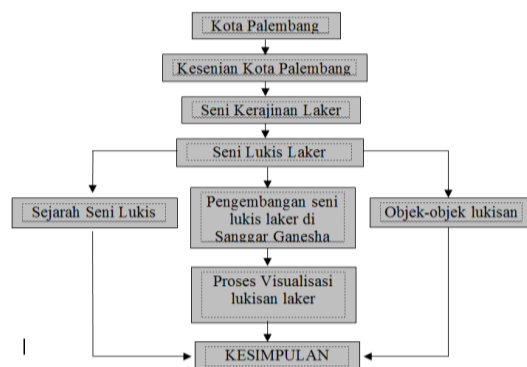 Kota Palembang
Kesenian Kota Palembang
Seni Kerajinan Laker
Seni Lukis Laker
Sejarah Seni Lukis
Pengembangan seni
lukis laker di
Sanggar Ganesha
Objek-objek lukisan
Proses Visualisasi
lukisan laker
KESIMPULAN